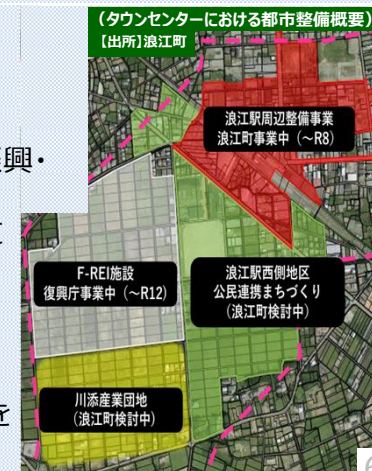 (タウンセンターにおける都市整備概要)
【出所】浪江町
興・
浪江駅周辺整備事業
浪江町事業中(~R8)
F-REI施設
復興庁事業中(~R12)
浪江駅西側地区
公民連携まちづくり
(浪江町検討中)
川添産業団地
(浪江町検討中)
を